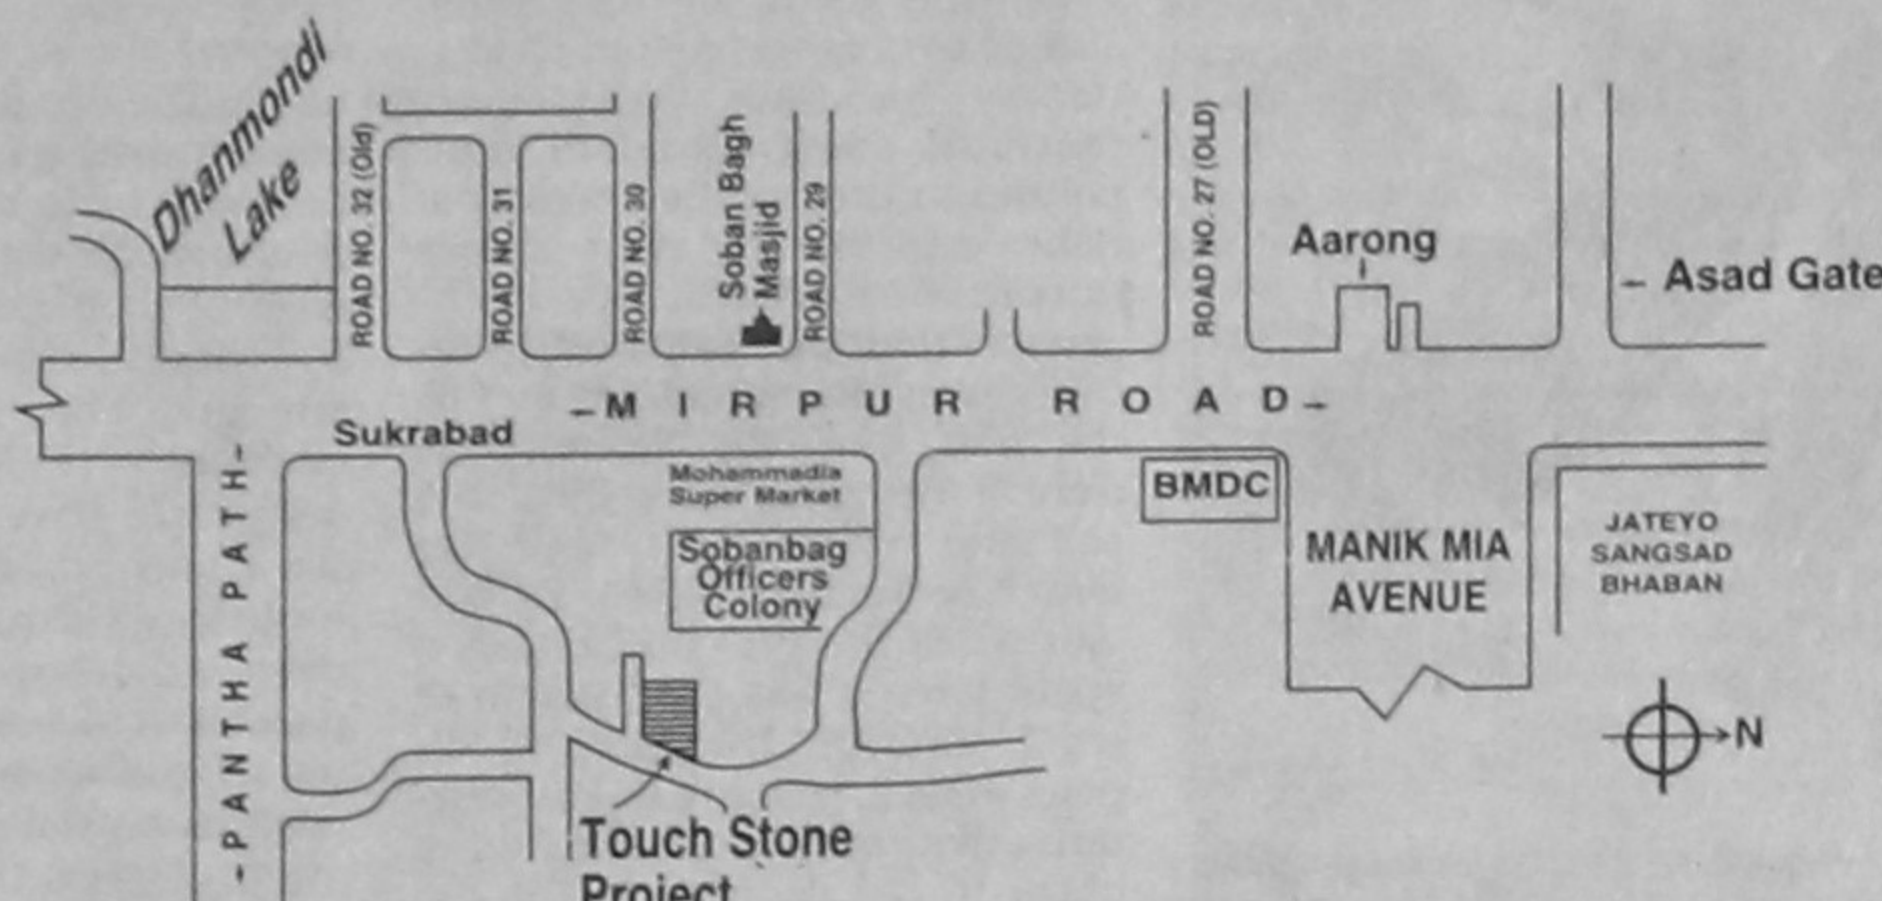 Dhanmondi
Lake
ROAD NO. 32 (Old)
ROAD NO. 31
ROAD NO. 30
Soban Bagh
Masjid
ROAD NO. 29
ROAD NO. 27 (OLD)
Aarong
Asad Gate
-MIRPUR ROAD-
Sukrabad
-PANTHA PATH-
Mohammadia
Super Market
Sobanbag
Officers
Colony
BMDC
MANIK MIA
AVENUE
JATEYO
SANGSAD
BHABAN
N
Touch Stone
Project